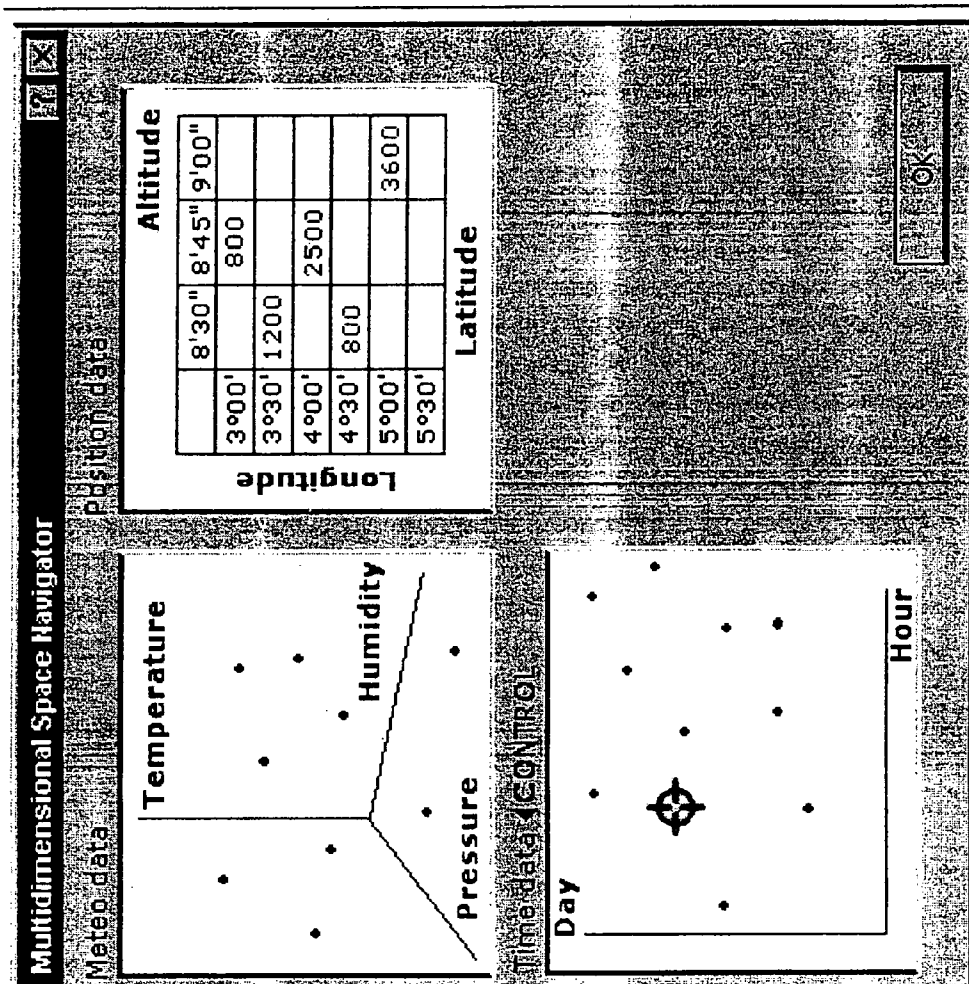 Multidimensional Space Navigator ? X
Meteo data
Temperature
Humidity
Pressure
Position data
Altitude
8'30" 8'45" 9'00"
3°00' 800
3°30' 1200
4°00' 2500
4°30' 800
5°00' 3600
5°30'
Longitude
Latitude
Time data CONTROL
Day
Hour
OK